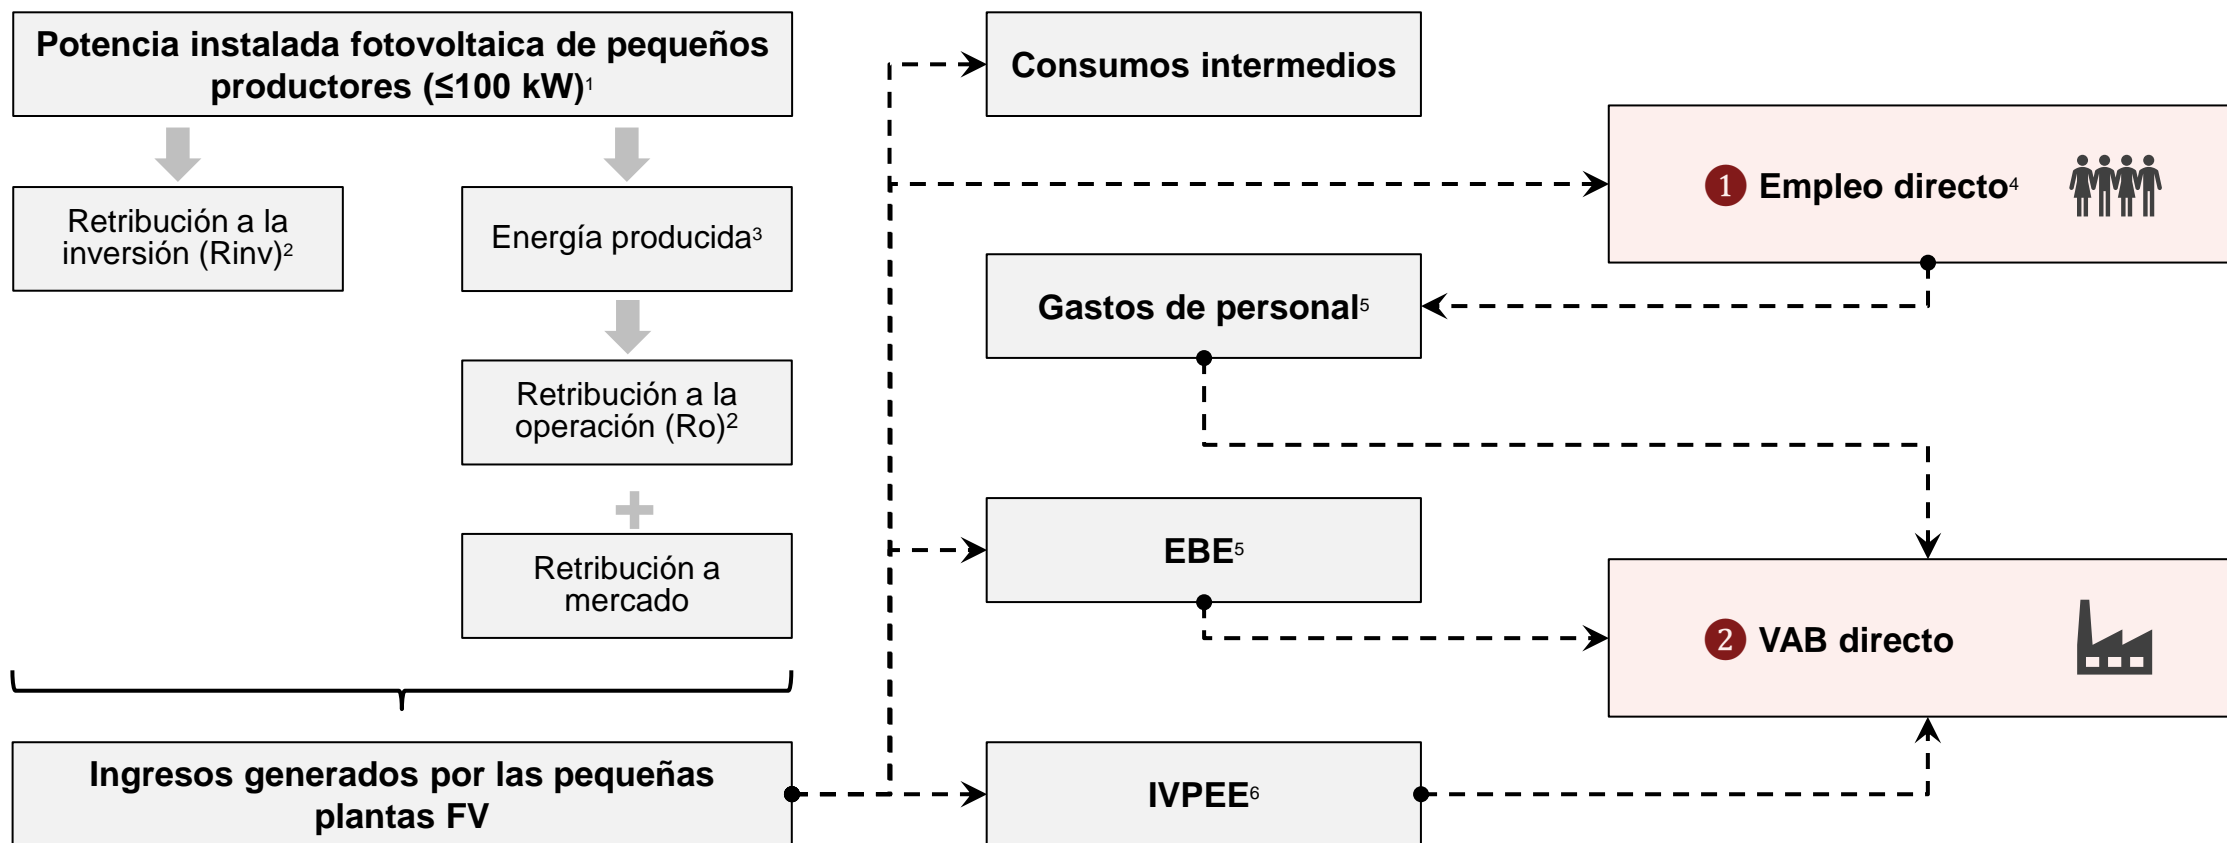 Potencia instalada fotovoltaica de pequeños
productores (≤100 kW)¹
Retribución a la
inversión (Rinv)²
Energía producida³
Retribución a la
operación (Ro)²
Retribución a
mercado
Ingresos generados por las pequeñas
plantas FV
Consumos intermedios
Gastos de personal⁵
EBE⁵
IVPEE⁶
❶ Empleo directo⁴
❷ VAB directo